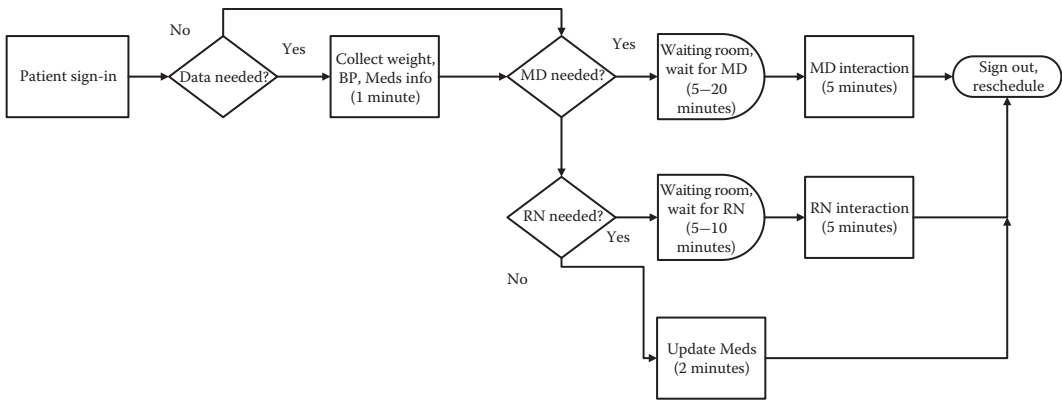 No
Yes
Patient sign-in
Data needed?
Collect weight,
BP, Meds info
(1 minute)
MD needed?
Yes
Waiting room,
wait for MD
(5–20
minutes)
MD interaction
(5 minutes)
Sign out,
reschedule
RN needed?
Yes
Waiting room,
wait for RN
(5–10
minutes)
RN interaction
(5 minutes)
No
Update Meds
(2 minutes)